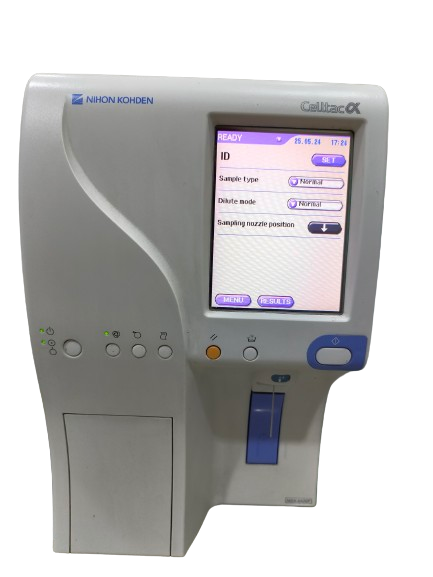 NIHON KOHDEN
Celltac α
READY
25.05.24 17:26
ID
SET
Sample type
Normal
Dilute mode
Normal
Sampling nozzle position
MENU
RESULTS